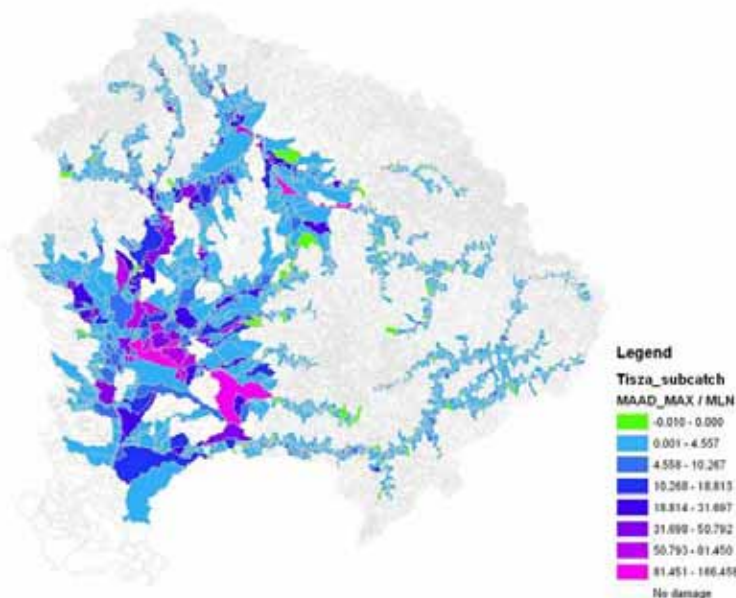 Legend
Tisza_subcatch
MAAD_MAX / MLN
-0.010 - 0.000
0.001 - 4.557
4.558 - 10.267
10.268 - 18.813
18.814 - 31.697
31.698 - 50.792
50.793 - 81.450
81.451 - 166.458
No damage